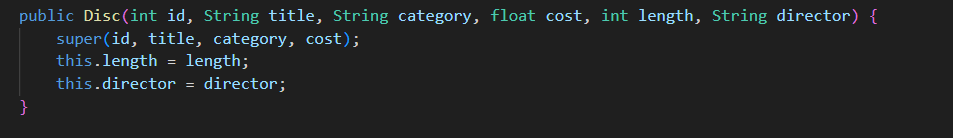 public Disc(int id, String title, String category, float cost, int length, String director) {
    super(id, title, category, cost);
    this.length = length;
    this.director = director;
}